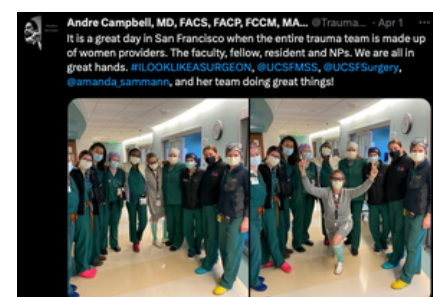 Andre Campbell, MD, FACS, FACP, FCCM, MA... @Trauma... · Apr 1 ···
It is a great day in San Francisco when the entire trauma team is made up
of women providers. The faculty, fellow, resident and NPs. We are all in
great hands. #ILOOKLIKEASURGEON, @UCSFMSS, @UCSFSurgery,
@amanda_sammann, and her team doing great things!